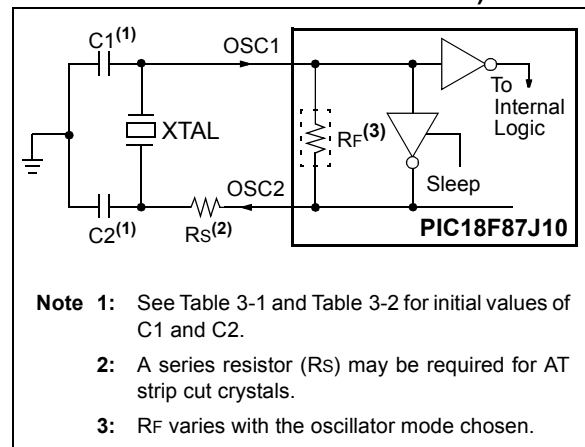 C1(1)
OSC1
To
Internal
Logic
XTAL
RF(3)
Sleep
OSC2
C2(1)
RS(2)
PIC18F87J10
Note 1: See Table 3-1 and Table 3-2 for initial values of
C1 and C2.
2: A series resistor (RS) may be required for AT
strip cut crystals.
3: RF varies with the oscillator mode chosen.